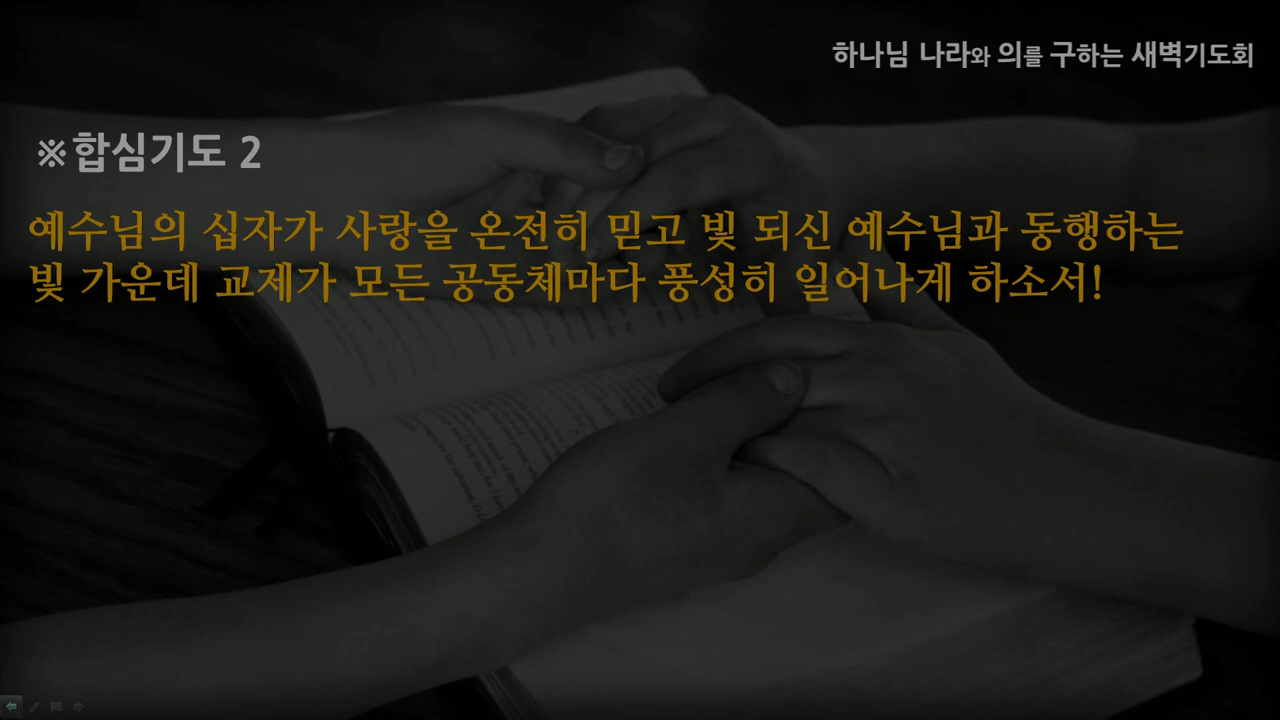 하나님 나라와 의를 구하는 새벽기도회
※합심기도 2
예수님의 십자가 사랑을 온전히 믿고 빛 되신 예수님과 동행하는
빛 가운데 교제가 모든 공동체마다 풍성히 일어나게 하소서!